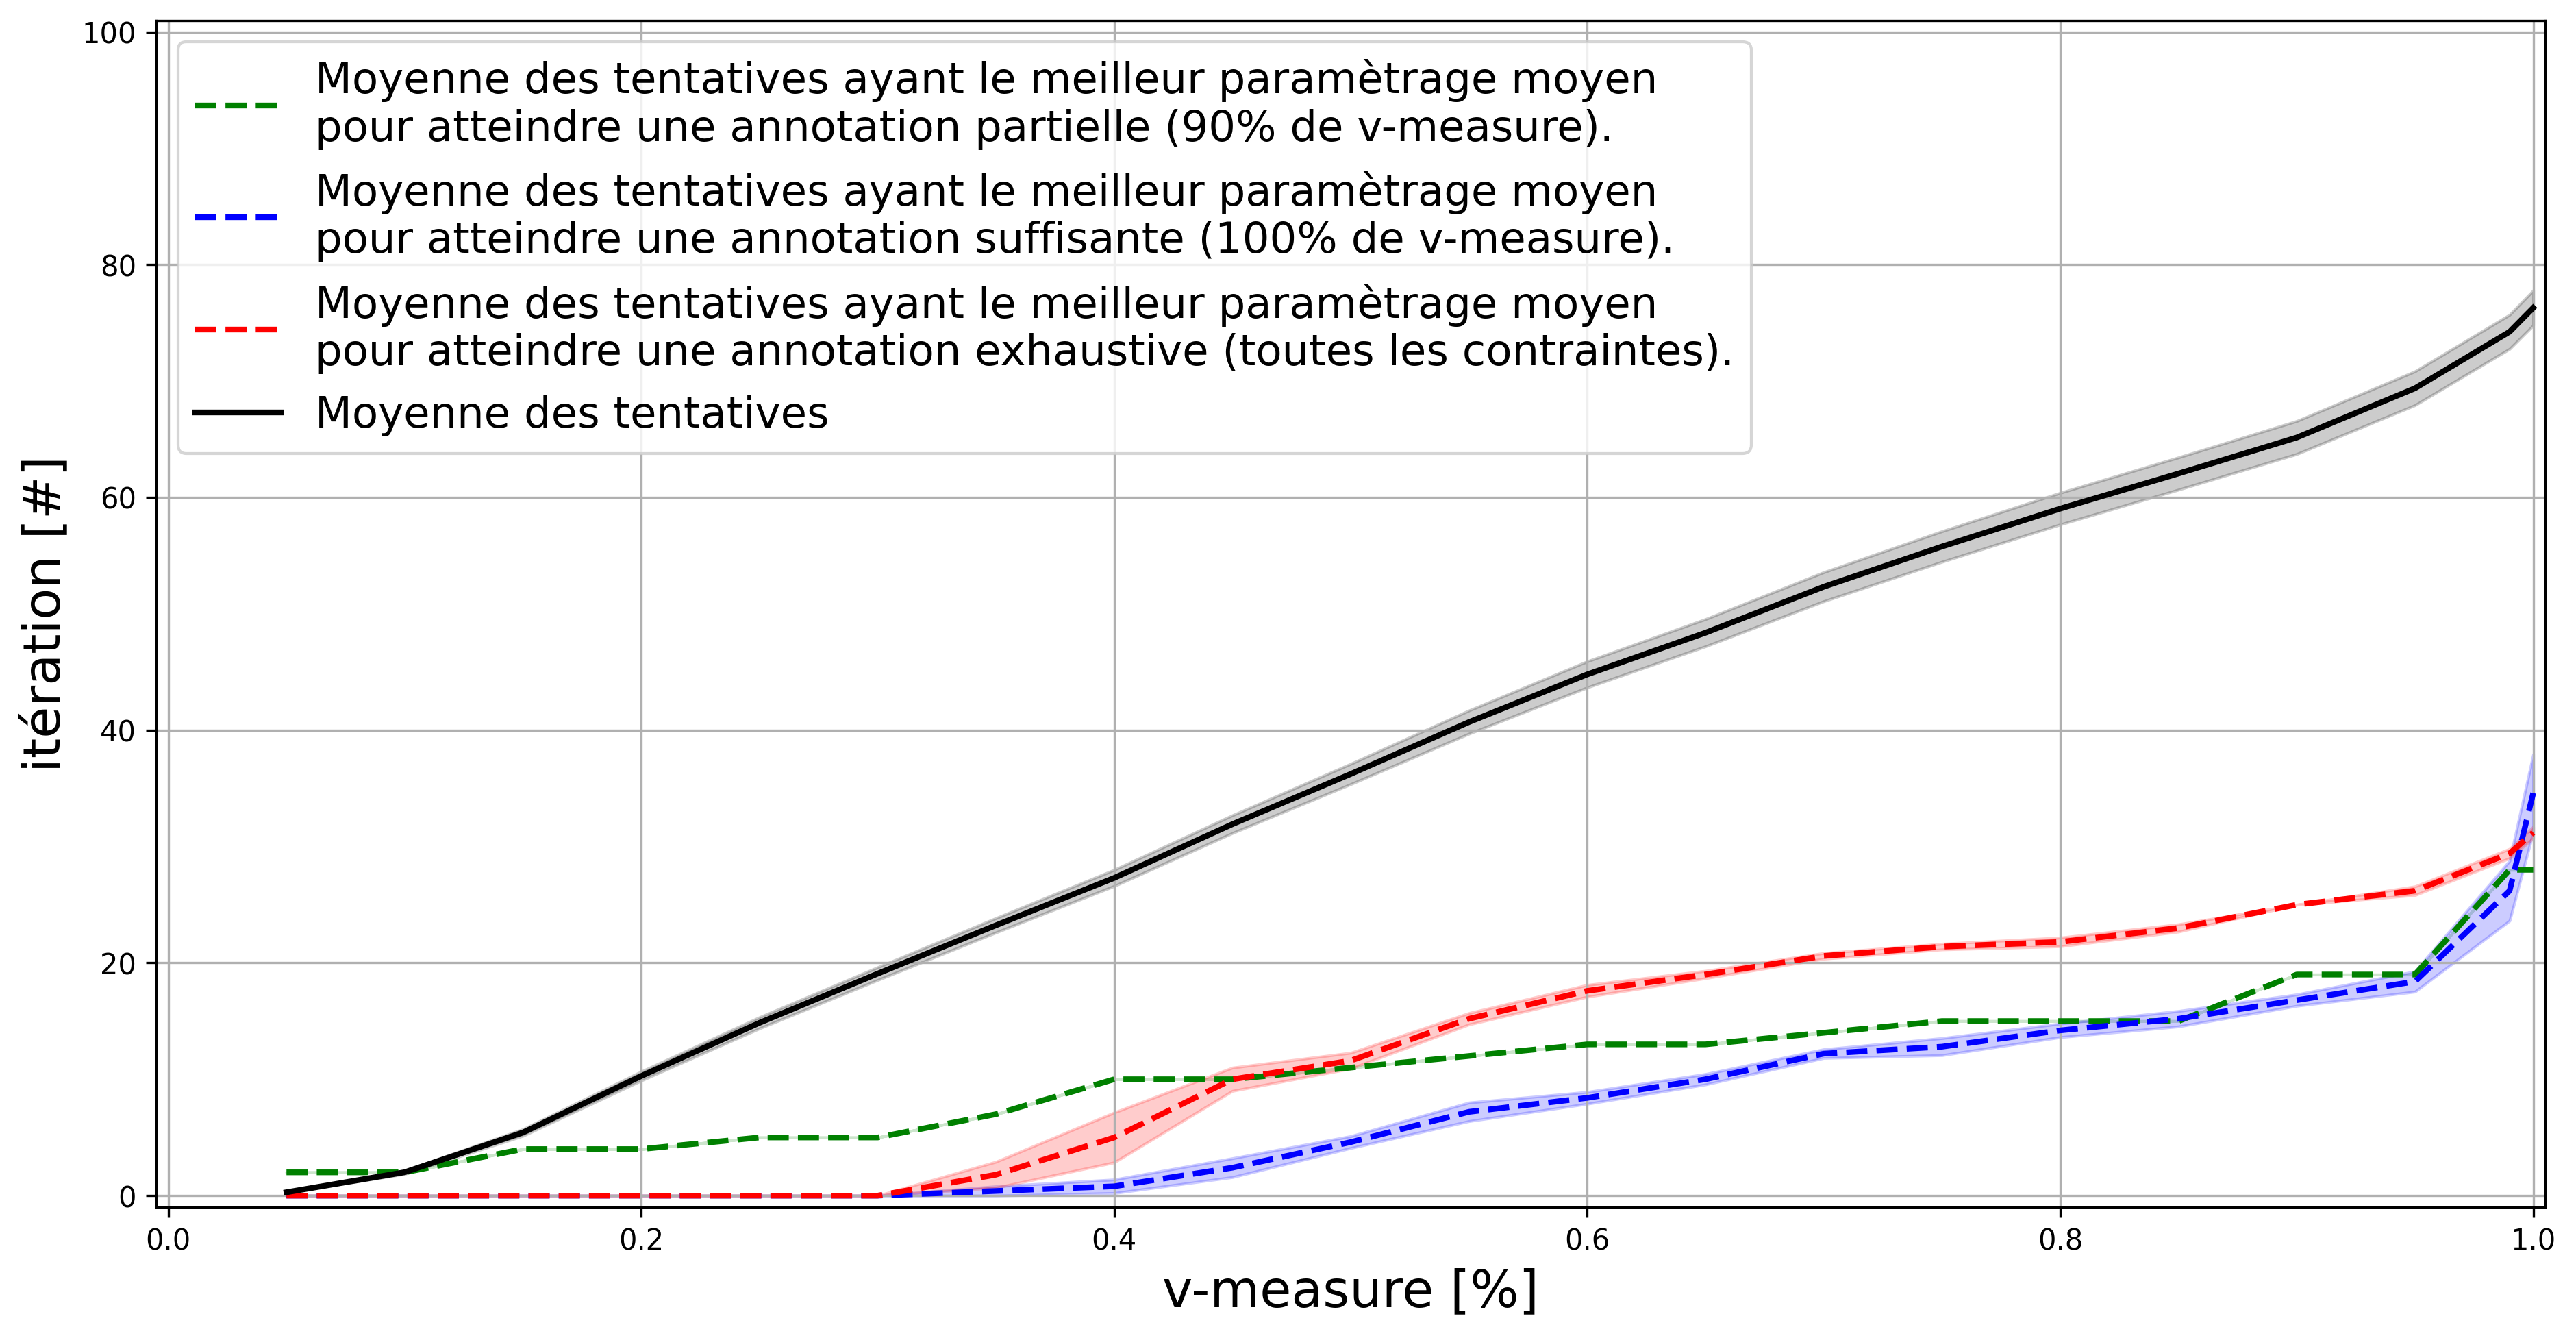 Moyenne des tentatives ayant le meilleur paramètrage moyen
pour atteindre une annotation partielle (90% de v-measure).
Moyenne des tentatives ayant le meilleur paramètrage moyen
pour atteindre une annotation suffisante (100% de v-measure).
Moyenne des tentatives ayant le meilleur paramètrage moyen
pour atteindre une annotation exhaustive (toutes les contraintes).
Moyenne des tentatives
itération [#]
100
80
60
40
20
0
0.0 0.2 0.4 0.6 0.8 1.0
v-measure [%]